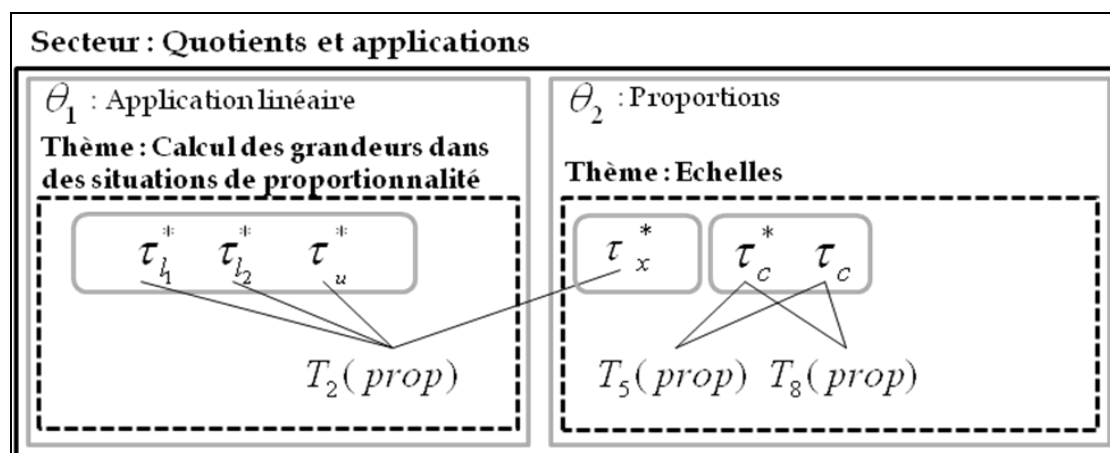 Secteur : Quotients et applications
θ₁ : Application linéaire
Thème : Calcul des grandeurs dans
des situations de proportionnalité
τ*l₁ τ*l₂ τ*u
T₂(prop)
θ₂ : Proportions
Thème : Echelles
τ*x τ*c τc
T₅(prop) T₈(prop)